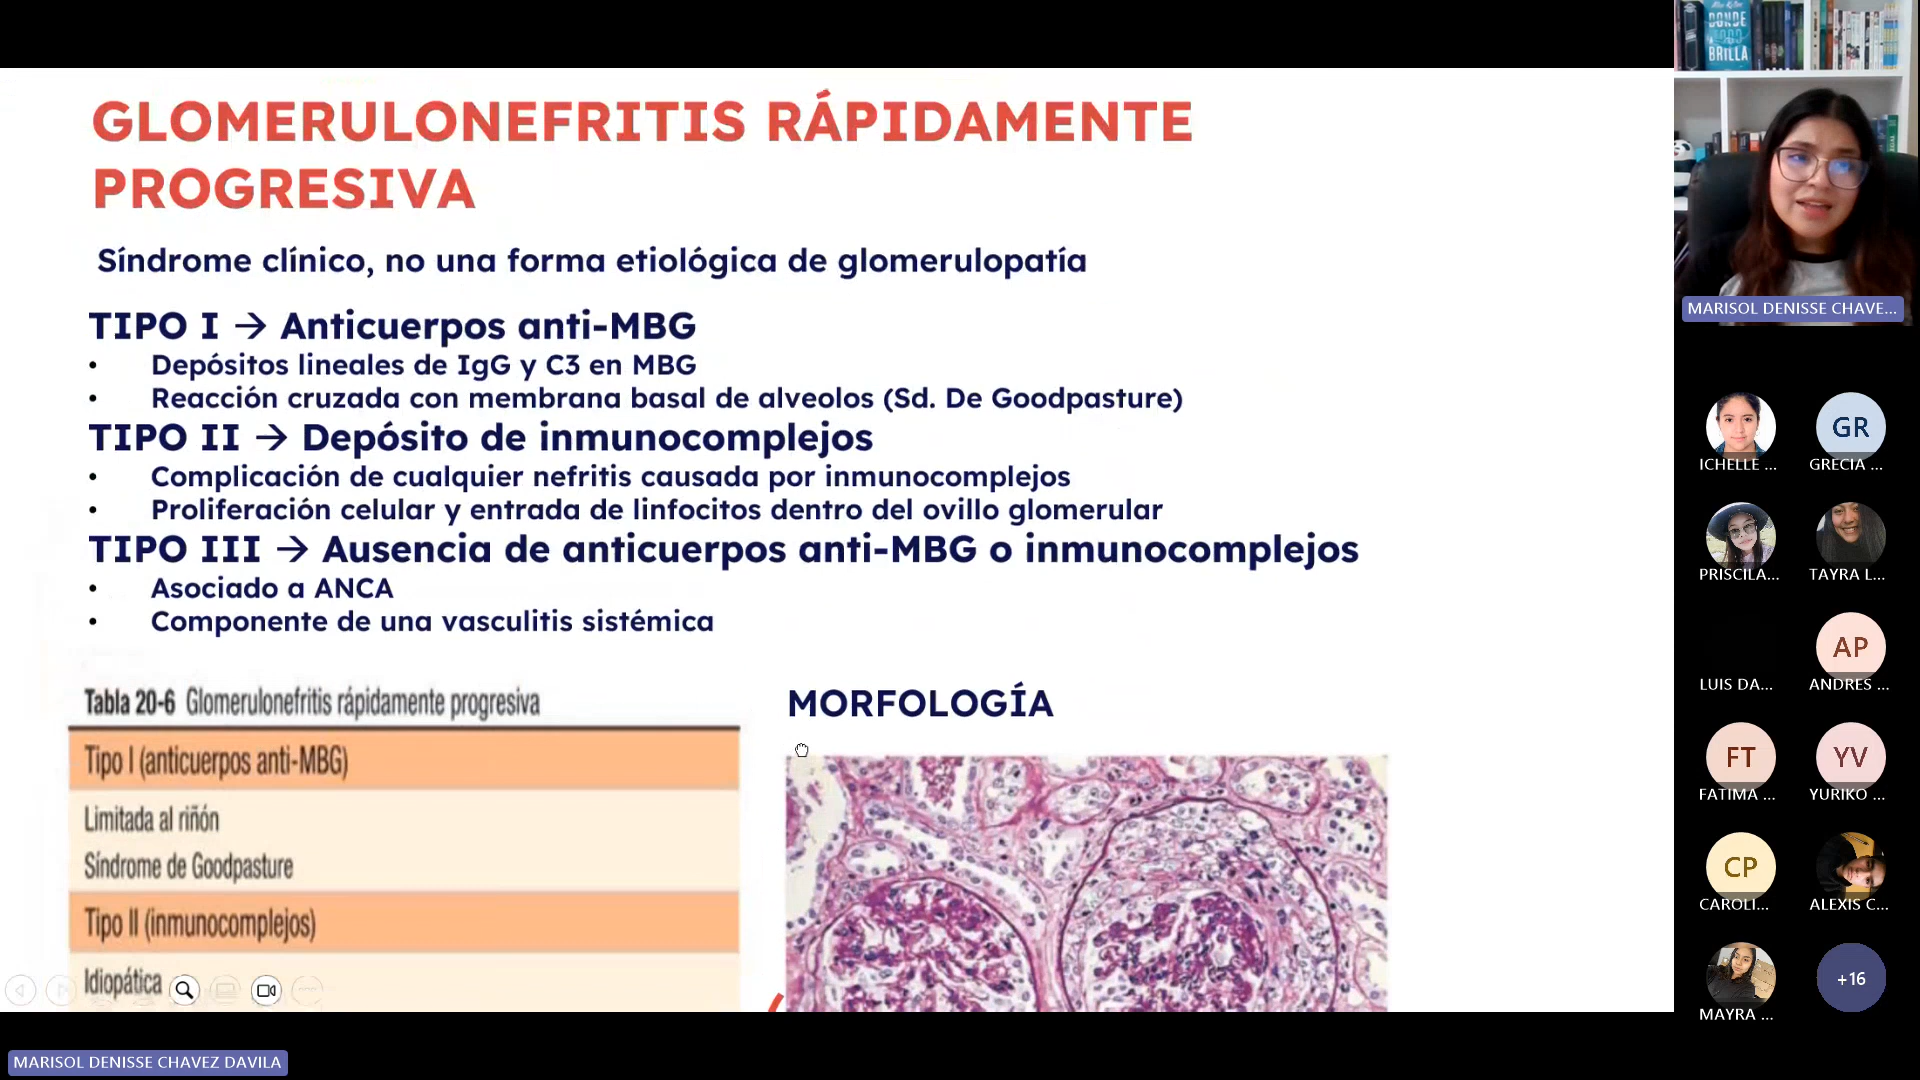 GLOMERULONEFRITIS RÁPIDAMENTE
PROGRESIVA
Síndrome clínico, no una forma etiológica de glomerulopatía
TIPO I → Anticuerpos anti-MBG
• Depósitos lineales de IgG y C3 en MBG
• Reacción cruzada con membrana basal de alveolos (Sd. De Goodpasture)
TIPO II → Depósito de inmunocomplejos
• Complicación de cualquier nefritis causada por inmunocomplejos
• Proliferación celular y entrada de linfocitos dentro del ovillo glomerular
TIPO III → Ausencia de anticuerpos anti-MBG o inmunocomplejos
• Asociado a ANCA
• Componente de una vasculitis sistémica
Tabla 20-6 Glomerulonefritis rápidamente progresiva
Tipo I (anticuerpos anti-MBG)
Limitada al riñón
Síndrome de Goodpasture
Tipo II (inmunocomplejos)
Idiopática
MORFOLOGÍA
MARISOL DENISSE CHAVEZ DAVILA
DONDE
TODO
BRILLA
MARISOL DENISSE CHAVE...
ICHELLE ...
GR
GRECIA ...
PRISCILA...
TAYRA L...
LUIS DA...
AP
ANDRES ...
FT
FATIMA ...
YV
YURIKO ...
CP
CAROLI...
ALEXIS C...
MAYRA ...
+16